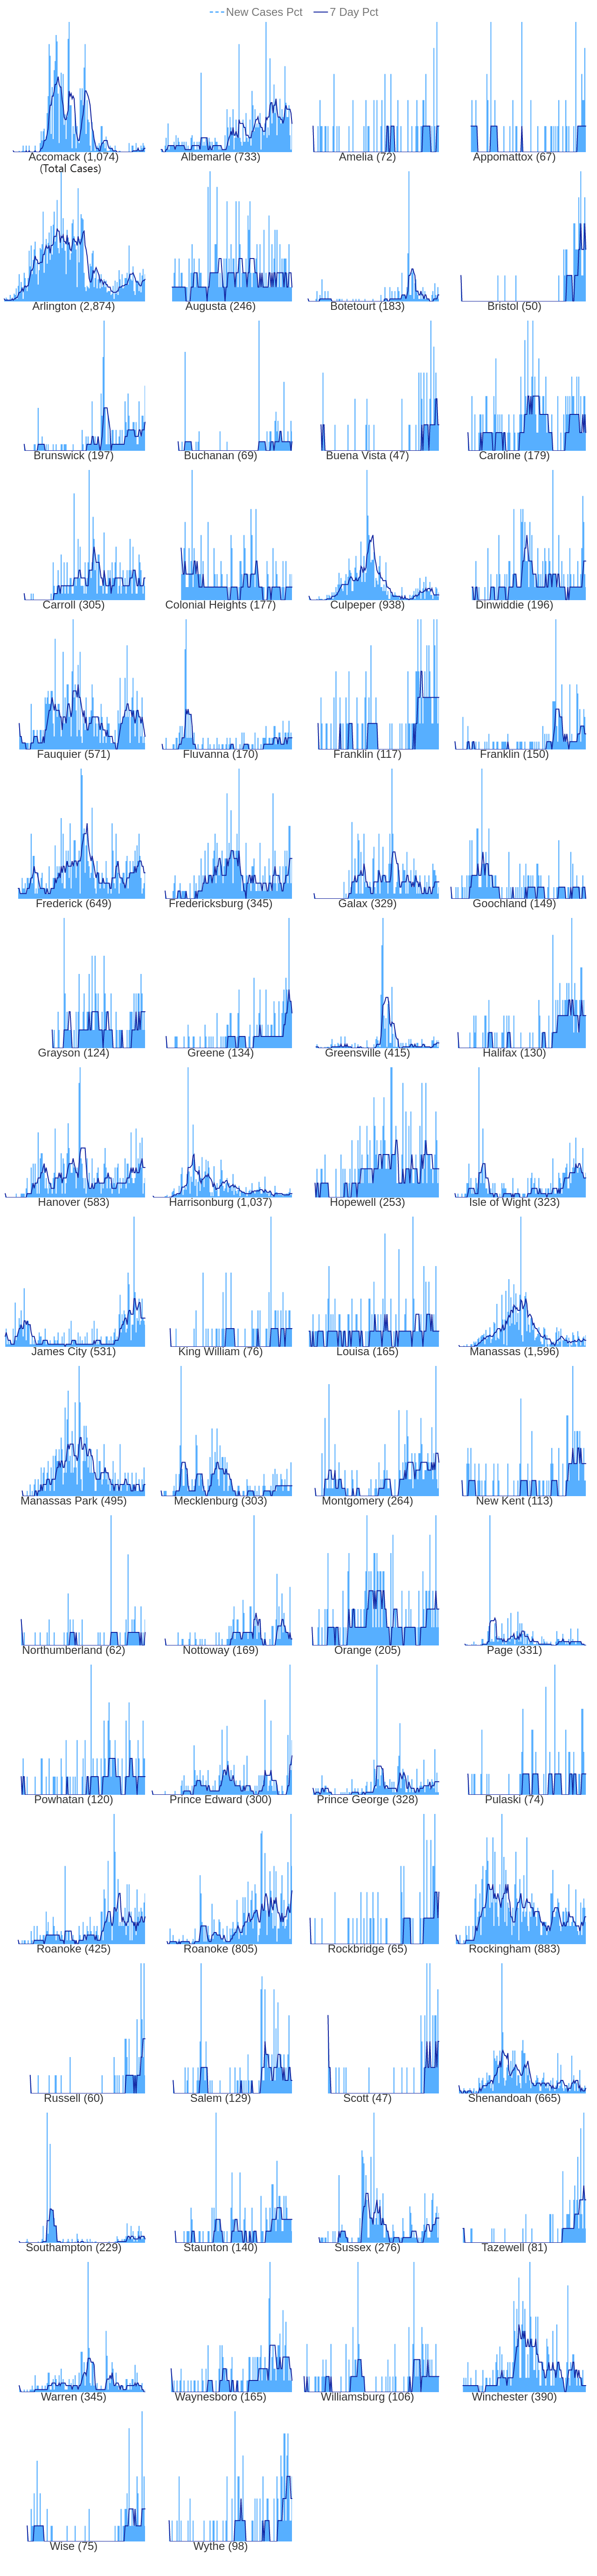 New Cases Pct 7 Day Pct
Accomack (1,074) Albemarle (733) Amelia (72) Appomattox (67)
(Total Cases)
Arlington (2,874) Augusta (246) Botetourt (183) Bristol (50)
Brunswick (197) Buchanan (69) Buena Vista (47) Caroline (179)
Carroll (305) Colonial Heights (177) Culpeper (938) Dinwiddie (196)
Fauquier (571) Fluvanna (170) Franklin (117) Franklin (150)
Frederick (649) Fredericksburg (345) Galax (329) Goochland (149)
Grayson (124) Greene (134) Greensville (415) Halifax (130)
Hanover (583) Harrisonburg (1,037) Hopewell (253) Isle of Wight (323)
James City (531) King William (76) Louisa (165) Manassas (1,596)
Manassas Park (495) Mecklenburg (303) Montgomery (264) New Kent (113)
Northumberland (62) Nottoway (169) Orange (205) Page (331)
Powhatan (120) Prince Edward (300) Prince George (328) Pulaski (74)
Roanoke (425) Roanoke (805) Rockbridge (65) Rockingham (883)
Russell (60) Salem (129) Scott (47) Shenandoah (665)
Southampton (229) Staunton (140) Sussex (276) Tazewell (81)
Warren (345) Waynesboro (165) Williamsburg (106) Winchester (390)
Wise (75) Wythe (98)